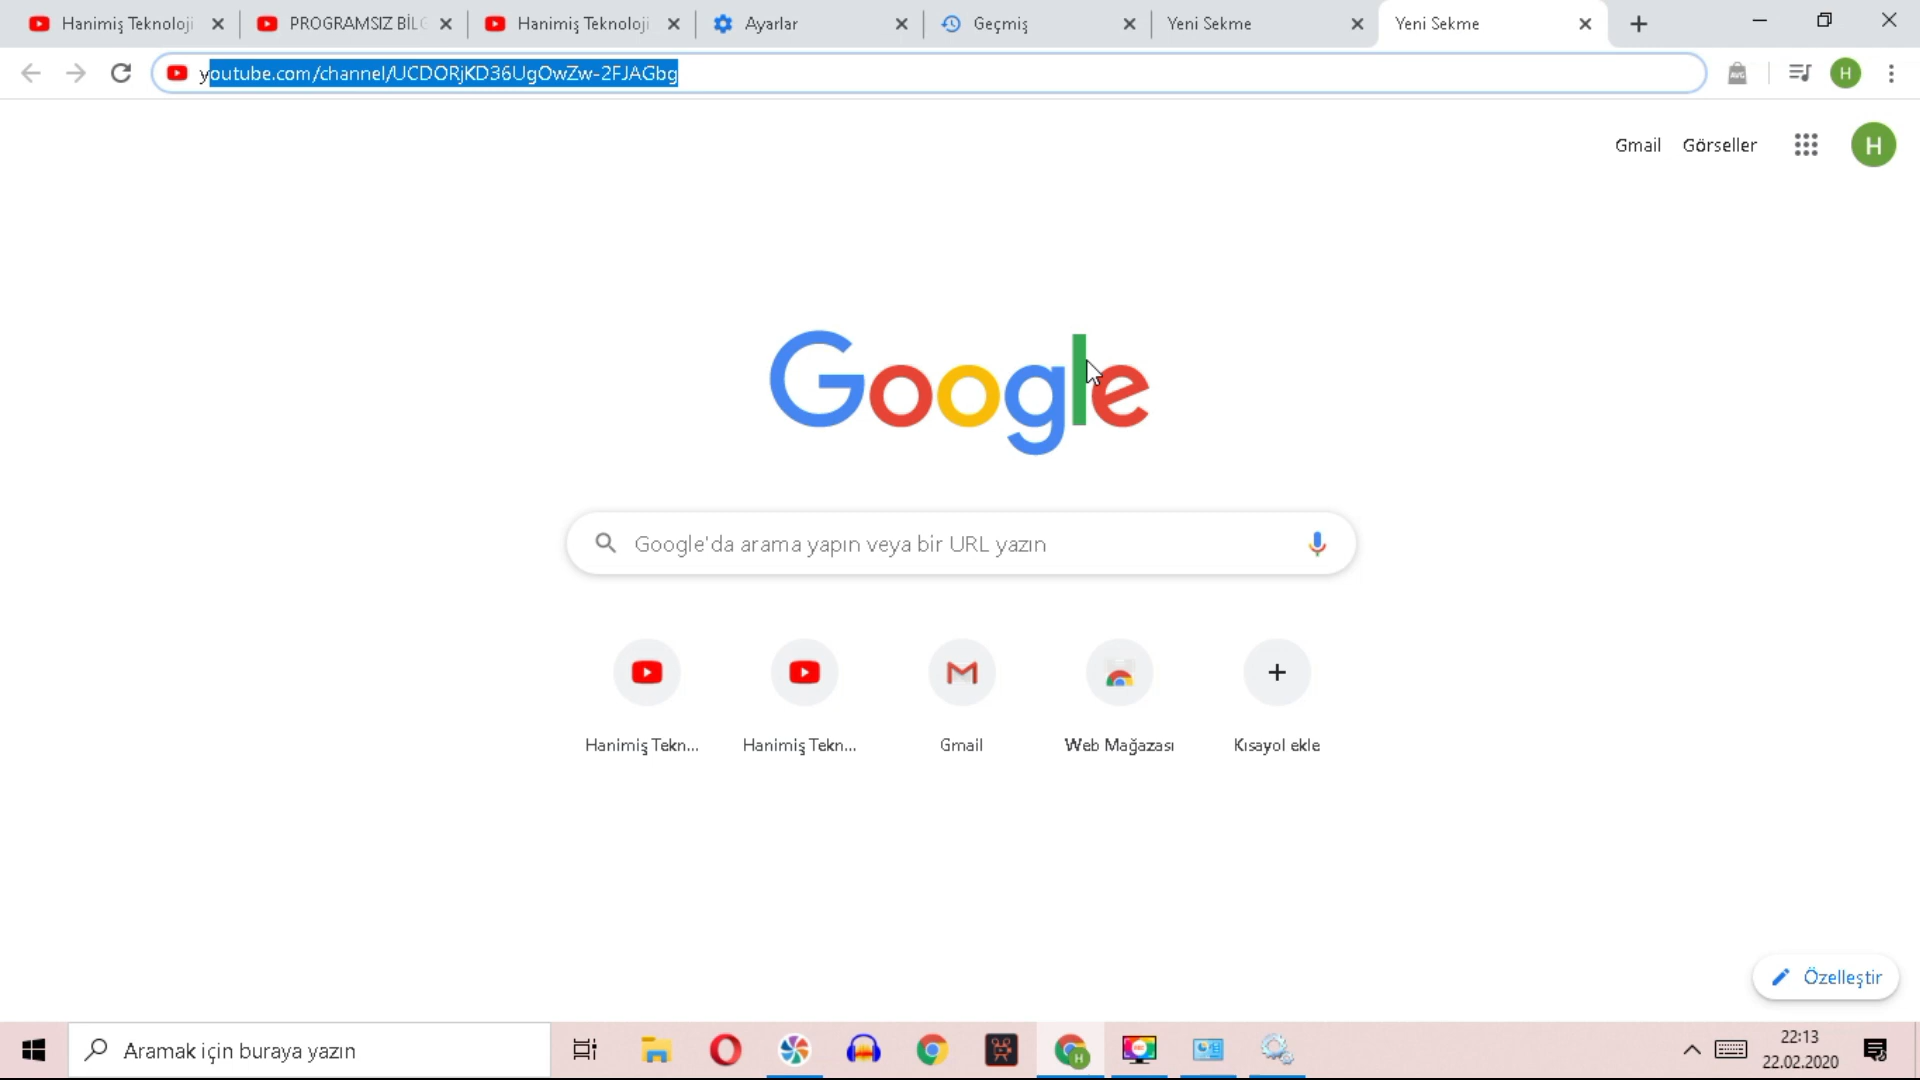 Hanimiş Teknoloji
PROGRAMSIZ BİLG
Hanimiş Teknoloji
Ayarlar
Geçmiş
Yeni Sekme
Yeni Sekme
youtube.com/channel/UCDORjKD36UgOwZw-2FJAGbg
AVG
H
Gmail
Görseller
H
Google
Google'da arama yapın veya bir URL yazın
Hanimiş Tekn...
Hanimiş Tekn...
Gmail
Web Mağazası
Kısayol ekle
Özelleştir
Aramak için buraya yazın
H
22:13
22.02.2020